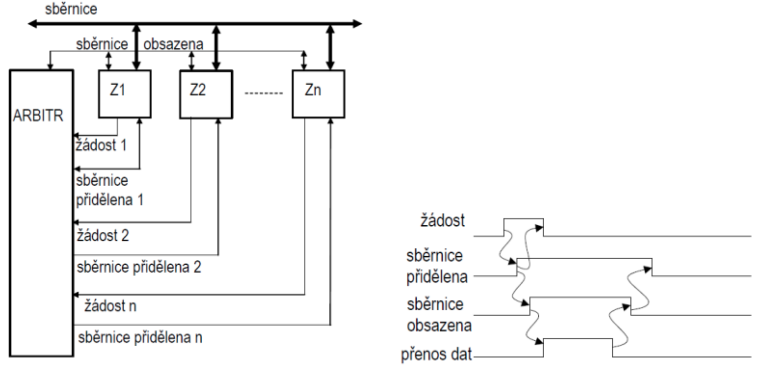 sběrnice
sběrnice obsazena
Z1 Z2 -------- Zn
ARBITR
žádost 1
sběrnice
přidělena 1
žádost 2
sběrnice přidělena 2
žádost n
sběrnice přidělena n
žádost
sběrnice
přidělena
sběrnice
obsazena
přenos dat